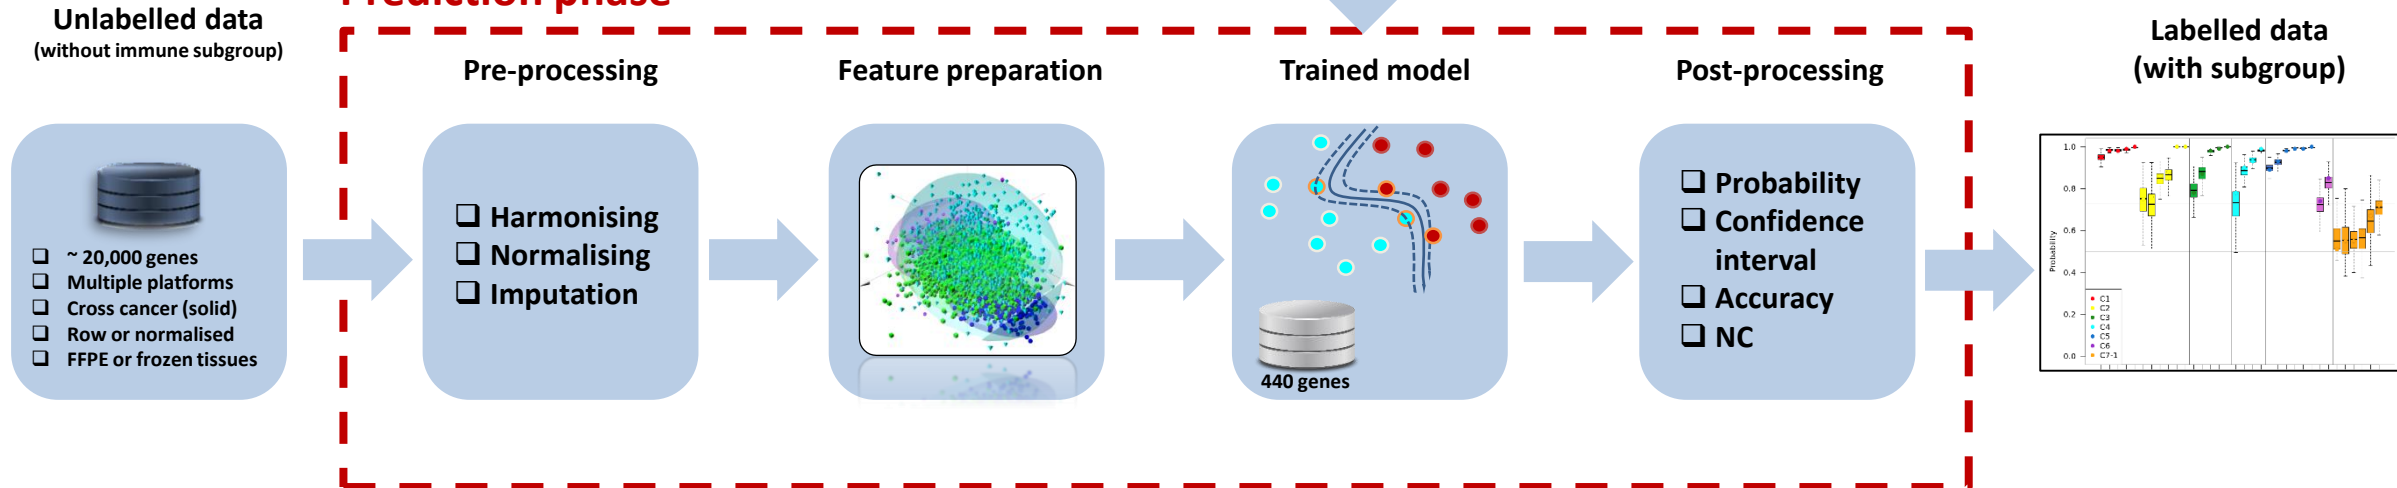 Prediction phase
Unlabelled data
(without immune subgroup)
~ 20,000 genes
Multiple platforms
Cross cancer (solid)
Row or normalised
FFPE or frozen tissues
Pre-processing
Harmonising
Normalising
Imputation
Feature preparation
Trained model
440 genes
Post-processing
Probability
Confidence
interval
Accuracy
NC
Labelled data
(with subgroup)
Probability
1.0
0.8
0.6
0.4
0.2
0.0
C1
C2
C3
C4
C5
C6
C7-1